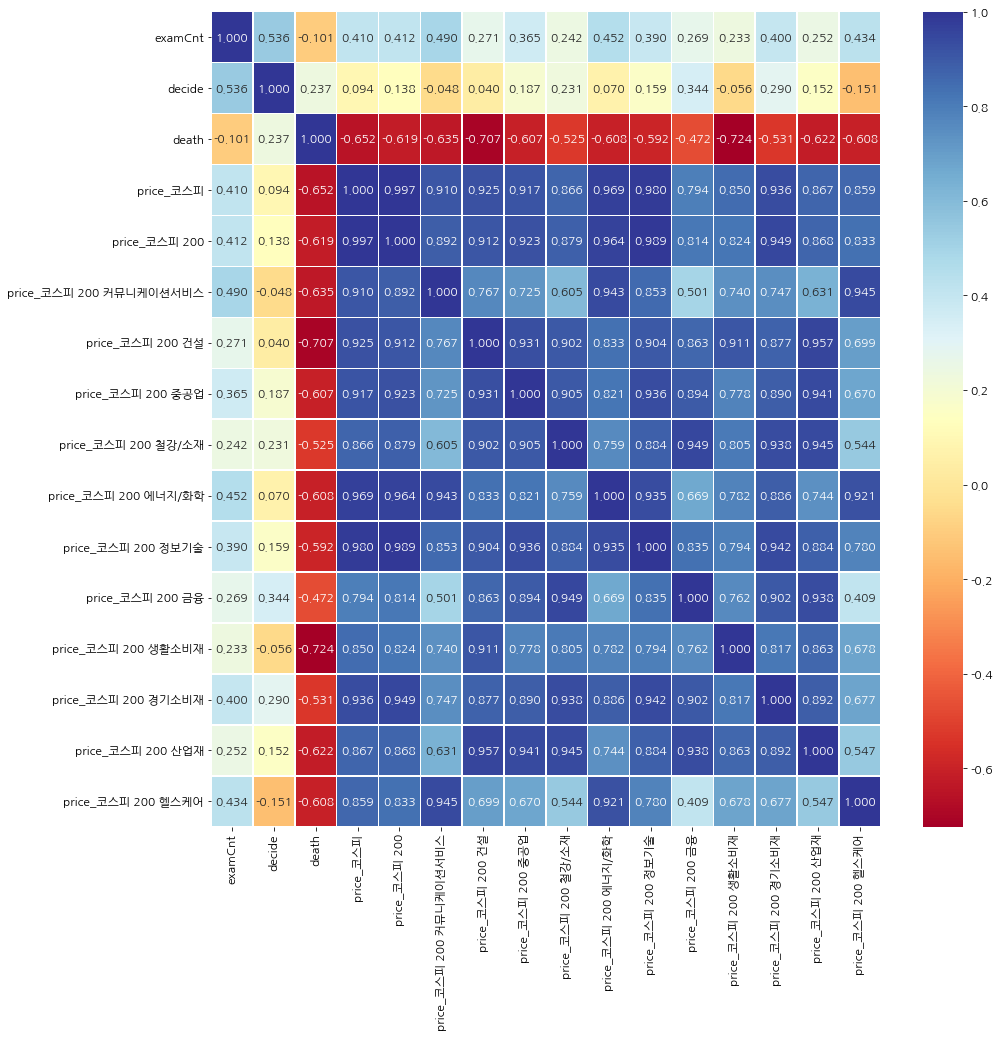 examCnt 1.000 0.536 -0.101 0.410 0.412 0.490 0.271 0.365 0.242 0.452 0.390 0.269 0.233 0.400 0.252 0.434
decide 0.536 1.000 0.237 0.094 0.138 -0.048 0.040 0.187 0.231 0.070 0.159 0.344 -0.056 0.290 0.152 -0.151
death -0.101 0.237 1.000 -0.652 -0.619 -0.635 -0.707 -0.607 -0.525 -0.608 -0.592 -0.472 -0.724 -0.531 -0.622 -0.608
price_코스피 0.410 0.094 -0.652 1.000 0.997 0.910 0.925 0.917 0.866 0.969 0.980 0.794 0.850 0.936 0.867 0.859
price_코스피 200 0.412 0.138 -0.619 0.997 1.000 0.892 0.912 0.923 0.879 0.964 0.989 0.814 0.824 0.949 0.868 0.833
price_코스피 200 커뮤니케이션서비스 0.490 -0.048 -0.635 0.910 0.892 1.000 0.767 0.725 0.605 0.943 0.853 0.501 0.740 0.747 0.631 0.945
price_코스피 200 건설 0.271 0.040 -0.707 0.925 0.912 0.767 1.000 0.931 0.902 0.833 0.904 0.863 0.911 0.877 0.957 0.699
price_코스피 200 중공업 0.365 0.187 -0.607 0.917 0.923 0.725 0.931 1.000 0.905 0.821 0.936 0.894 0.778 0.890 0.941 0.670
price_코스피 200 철강/소재 0.242 0.231 -0.525 0.866 0.879 0.605 0.902 0.905 1.000 0.759 0.884 0.949 0.805 0.938 0.945 0.544
price_코스피 200 에너지/화학 0.452 0.070 -0.608 0.969 0.964 0.943 0.833 0.821 0.759 1.000 0.935 0.669 0.782 0.886 0.744 0.921
price_코스피 200 정보기술 0.390 0.159 -0.592 0.980 0.989 0.853 0.904 0.936 0.884 0.935 1.000 0.835 0.794 0.942 0.884 0.780
price_코스피 200 금융 0.269 0.344 -0.472 0.794 0.814 0.501 0.863 0.894 0.949 0.669 0.835 1.000 0.762 0.902 0.938 0.409
price_코스피 200 생활소비재 0.233 -0.056 -0.724 0.850 0.824 0.740 0.911 0.778 0.805 0.782 0.794 0.762 1.000 0.817 0.863 0.678
price_코스피 200 경기소비재 0.400 0.290 -0.531 0.936 0.949 0.747 0.877 0.890 0.938 0.886 0.942 0.902 0.817 1.000 0.892 0.677
price_코스피 200 산업재 0.252 0.152 -0.622 0.867 0.868 0.631 0.957 0.941 0.945 0.744 0.884 0.938 0.863 0.892 1.000 0.547
price_코스피 200 헬스케어 0.434 -0.151 -0.608 0.859 0.833 0.945 0.699 0.670 0.544 0.921 0.780 0.409 0.678 0.677 0.547 1.000
examCnt
decide
death
price_코스피
price_코스피 200
price_코스피 200 커뮤니케이션서비스
price_코스피 200 건설
price_코스피 200 중공업
price_코스피 200 철강/소재
price_코스피 200 에너지/화학
price_코스피 200 정보기술
price_코스피 200 금융
price_코스피 200 생활소비재
price_코스피 200 경기소비재
price_코스피 200 산업재
price_코스피 200 헬스케어
1.0
0.8
0.6
0.4
0.2
0.0
-0.2
-0.4
-0.6